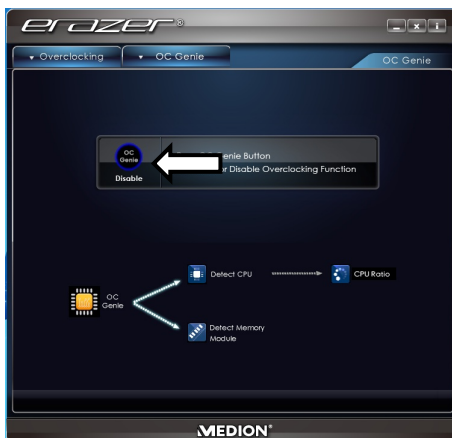 erazer®
Overclocking
OC Genie
OC Genie
OC
Genie
Disable
Genie Button
r Disable Overclocking Function
OC
Genie
Detect CPU
CPU Ratio
Detect Memory
Module
MEDION®